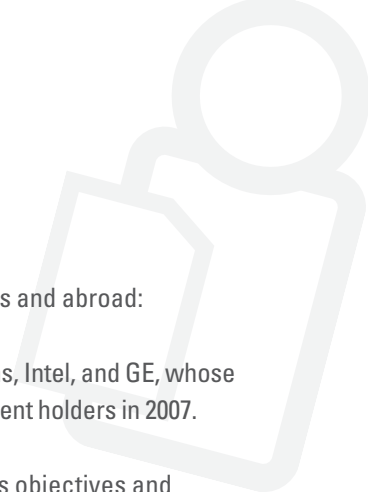 s and abroad:
s, Intel, and GE, whose
ent holders in 2007.
s objectives and